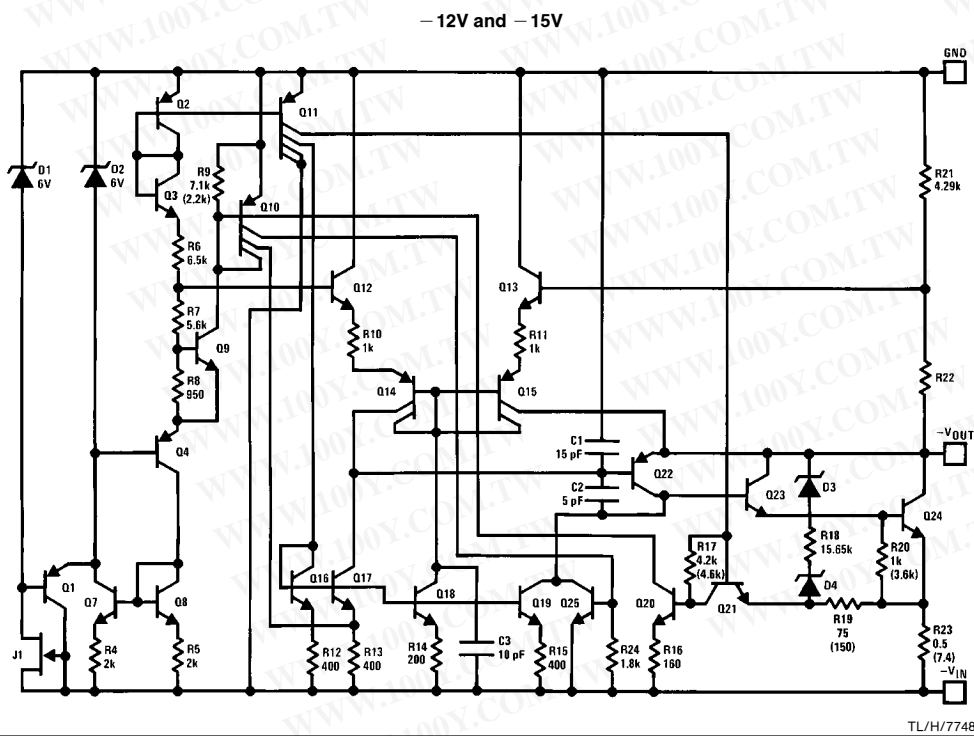 −12V and −15V
GND
Q2
Q11
D1
6V
D2
6V
R9
7.1k
(2.2k)
Q3
Q10
R21
4.29k
R6
6.5k
Q12
Q13
R7
5.6k
R10
1k
R11
1k
Q9
R8
950
Q14
Q15
R22
Q4
C1
15 pF
−VOUT
Q22
C2
5 pF
Q23
D3
Q24
R17
4.2k
(4.6k)
R18
15.65k
R20
1k
(3.6k)
Q1
Q7
Q8
Q16
Q17
Q18
Q19
Q25
Q20
Q21
D4
R19
75
(150)
J1
R4
2k
R5
2k
R12
400
R13
400
R14
200
C3
10 pF
R15
400
R24
1.8k
R16
160
R23
0.5
(7.4)
−VIN
TL/H/7748
WWW.100Y.COM.TW